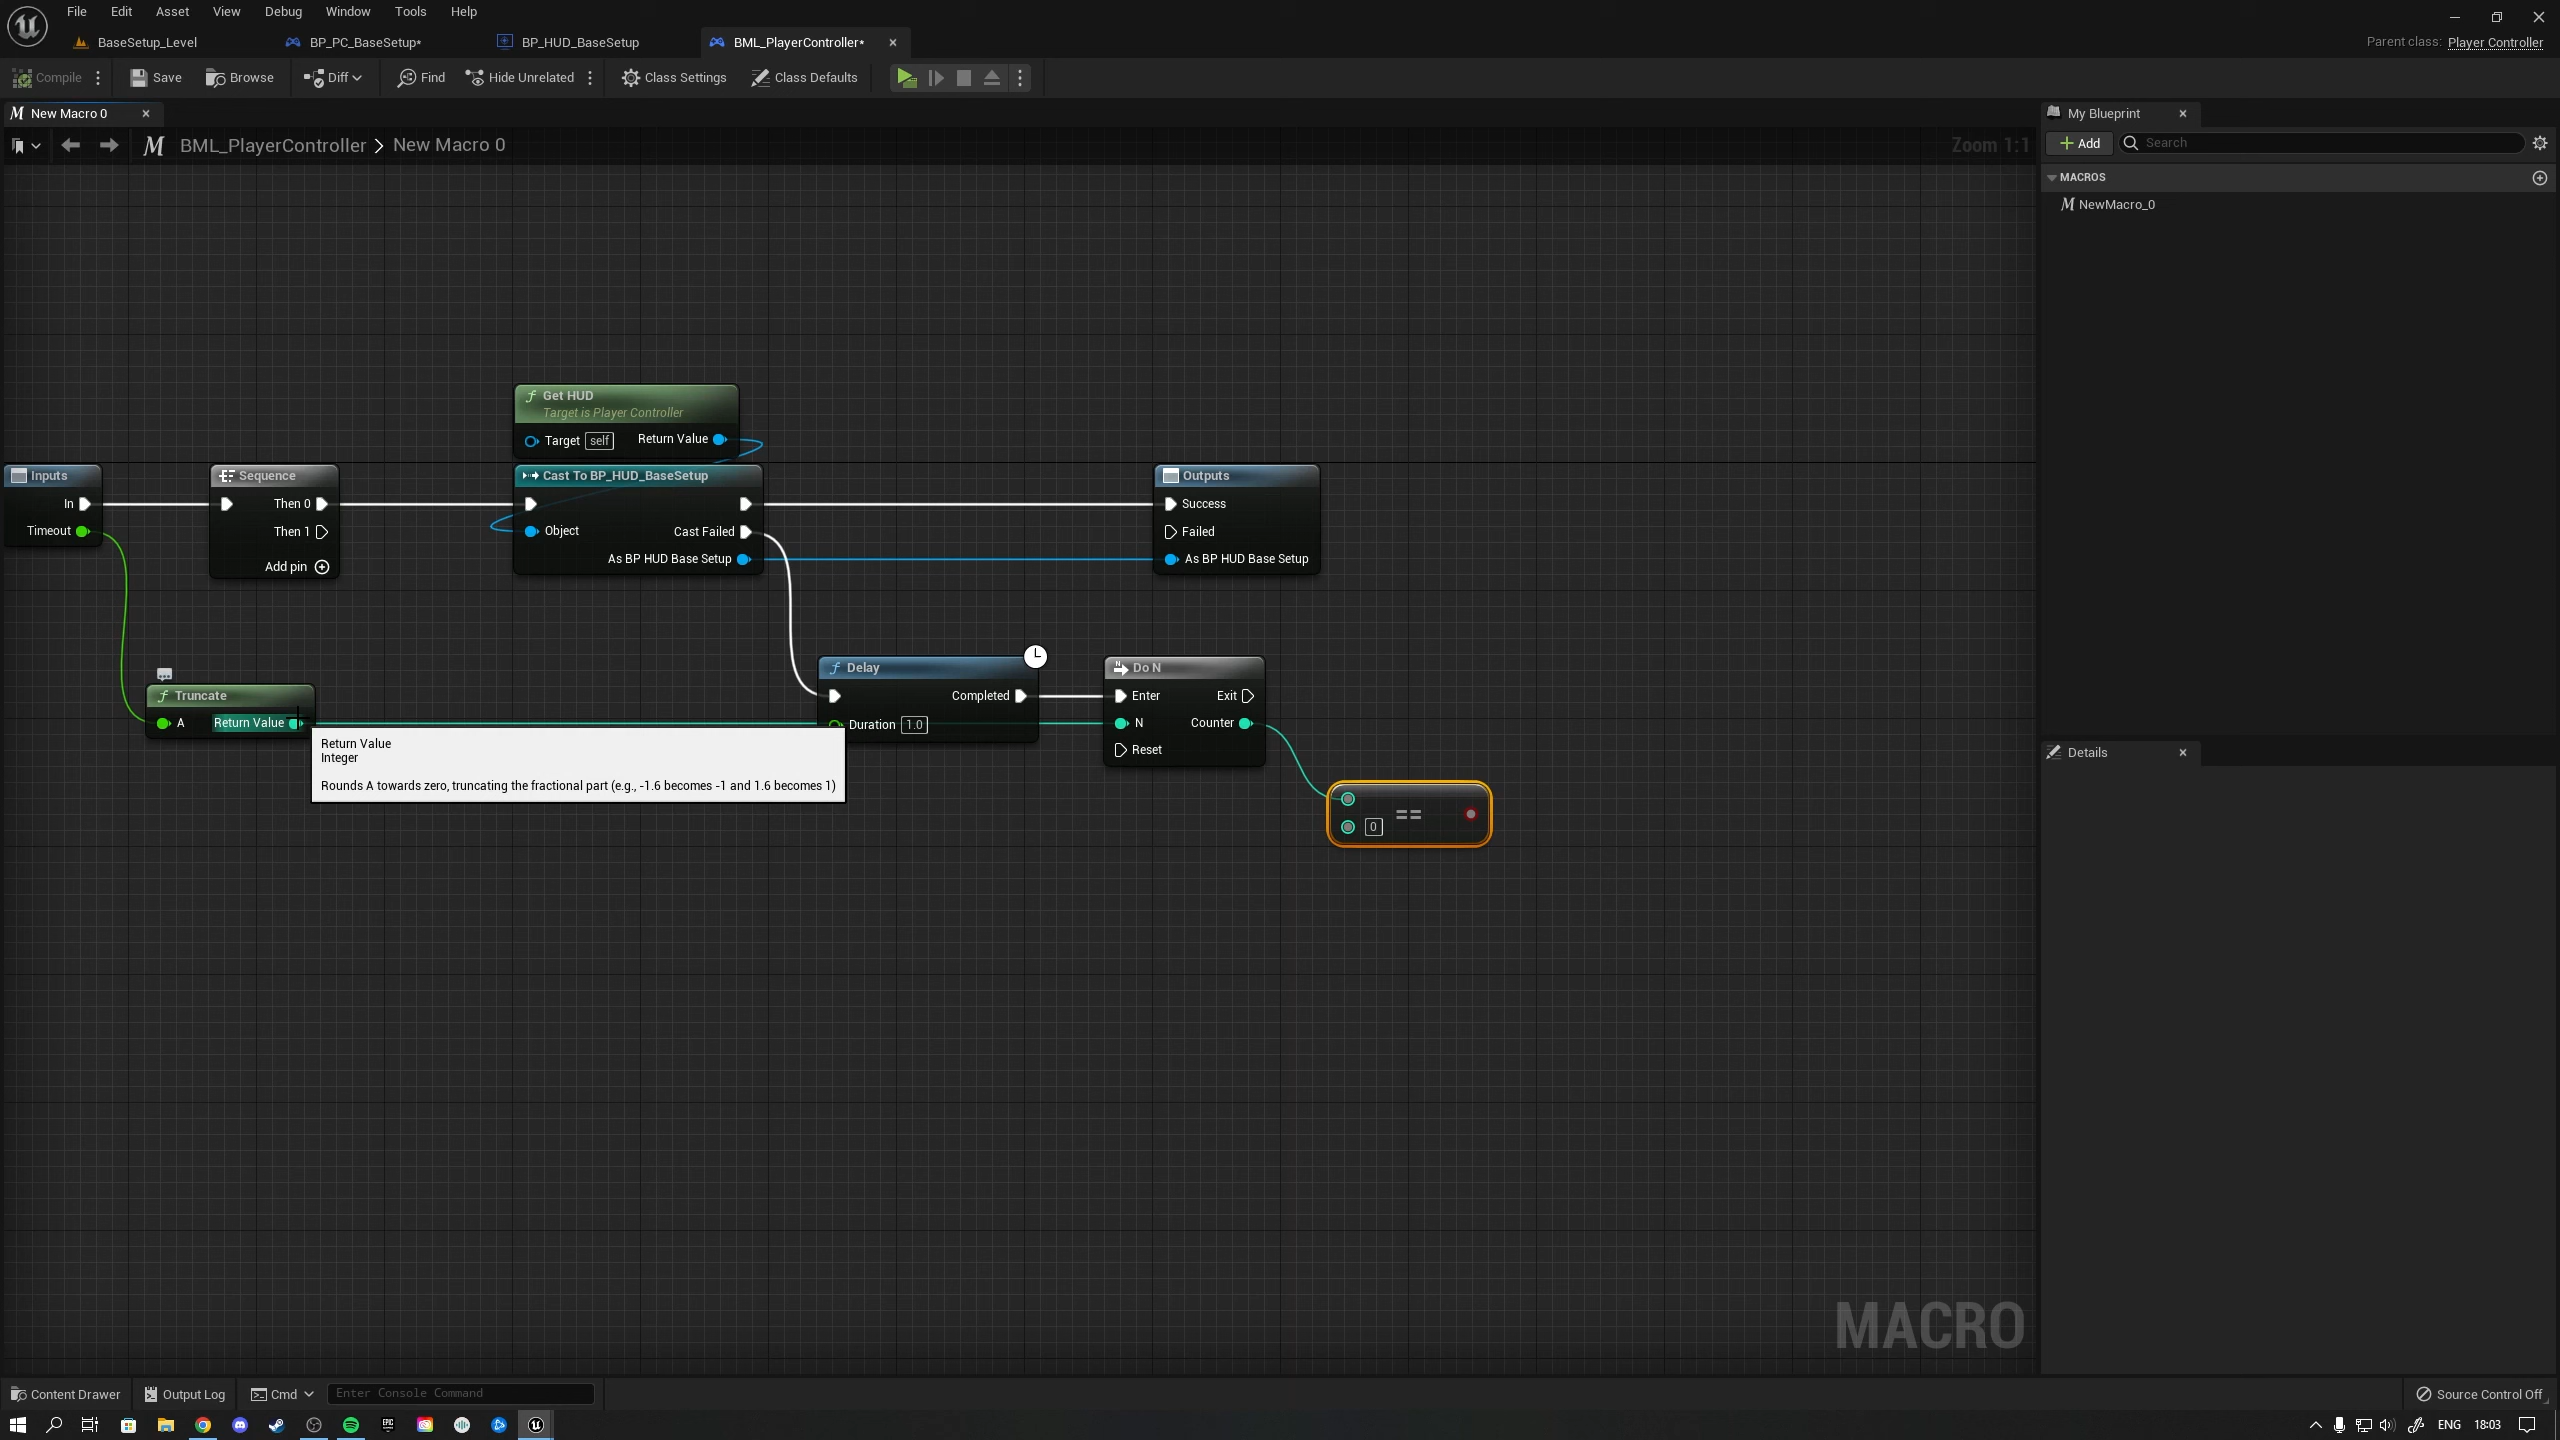 File Edit Asset View Debug Window Tools Help
BaseSetup_Level BP_PC_BaseSetup* BP_HUD_BaseSetup BML_PlayerController*
Parent class: Player Controller
Compile Save Browse Diff Find Hide Unrelated Class Settings Class Defaults
New Macro 0
My Blueprint
BML_PlayerController > New Macro 0
Zoom 1:1
+ Add Search
MACROS
NewMacro_0
Get HUD
Target is Player Controller
Target self Return Value
Inputs
In
Timeout
Sequence
Then 0
Then 1
Add pin
Cast To BP_HUD_BaseSetup
Object Cast Failed
As BP HUD Base Setup
Outputs
Success
Failed
As BP HUD Base Setup
Truncate
A Return Value
Delay
Completed
Duration 1.0
Do N
Enter Exit
N Counter
Reset
Return Value
Integer
Rounds A towards zero, truncating the fractional part (e.g., -1.6 becomes -1 and 1.6 becomes 1)
==
0
Details
MACRO
Content Drawer Output Log Cmd Enter Console Command
Source Control Off
EPIC
ENG 18:03